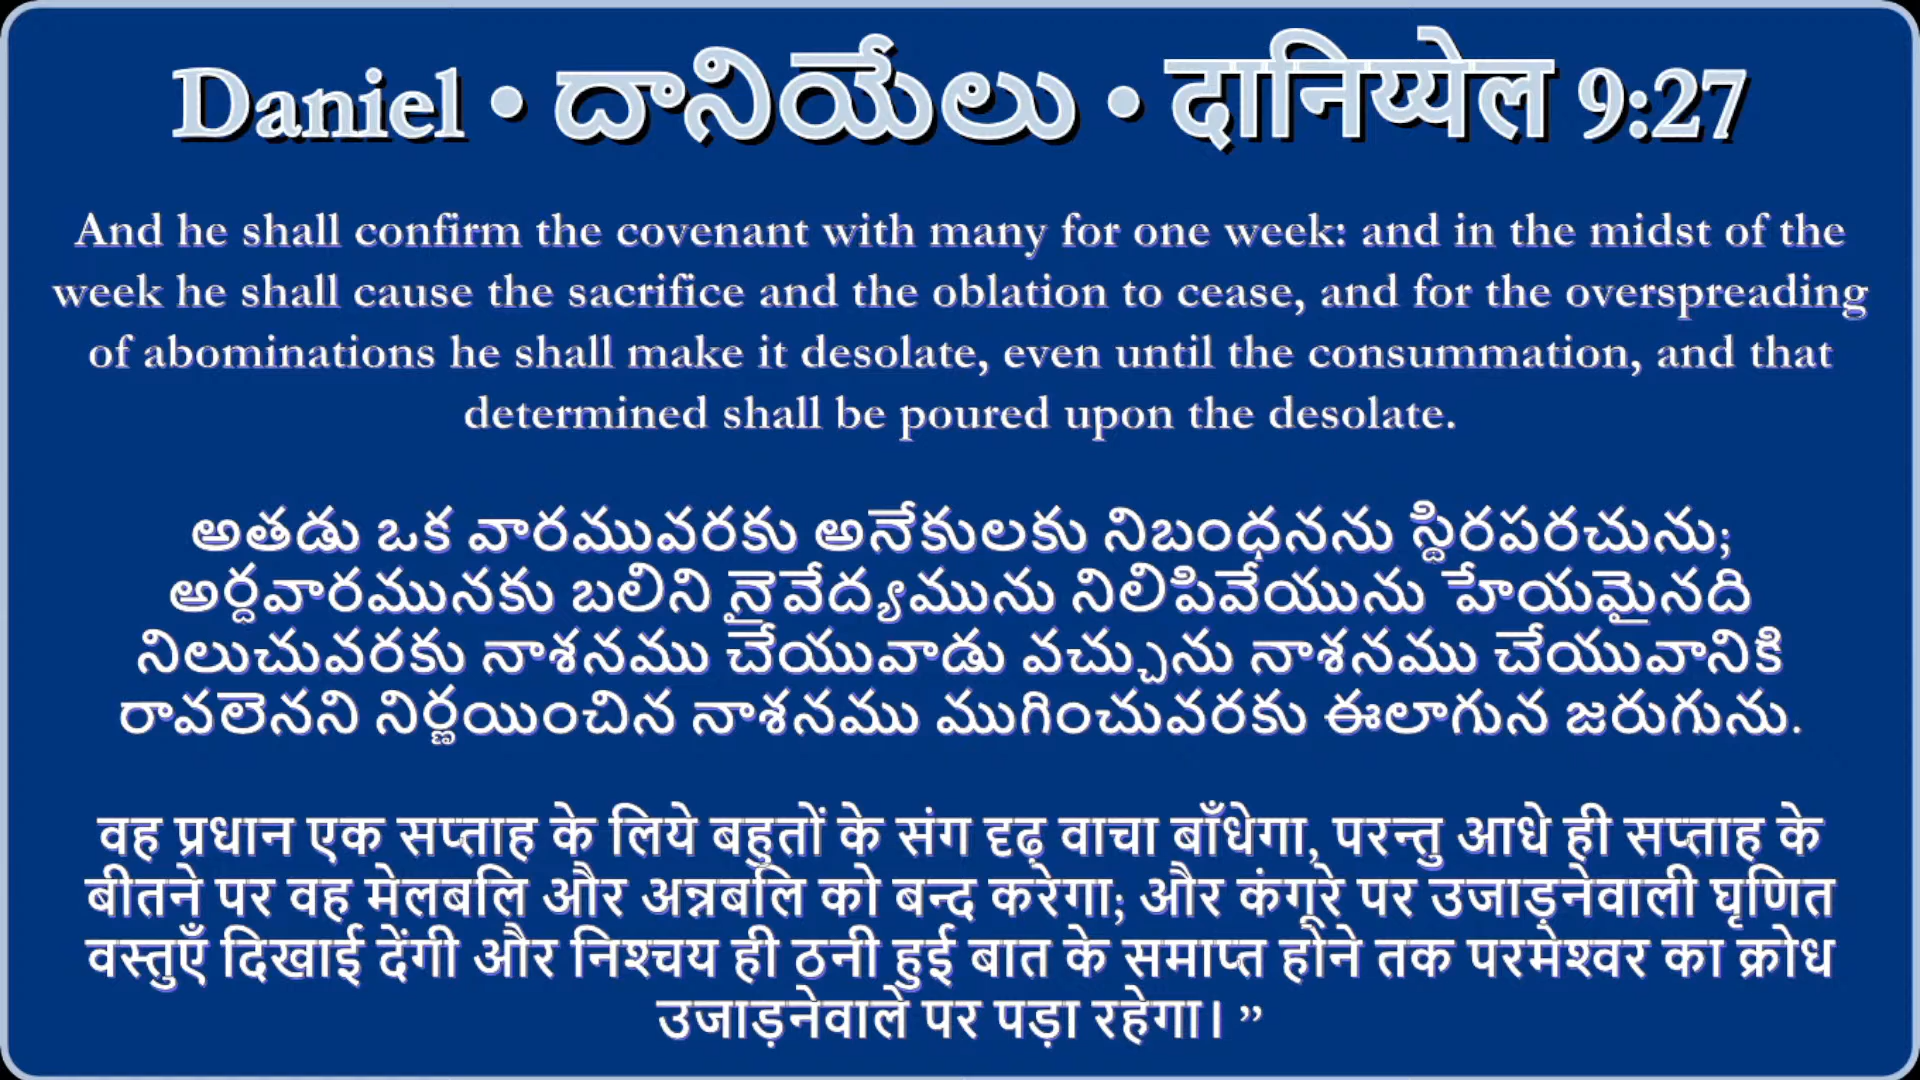 Daniel • దానియేలు • दानिय्येल 9:27
And he shall confirm the covenant with many for one week: and in the midst of the
week he shall cause the sacrifice and the oblation to cease, and for the overspreading
of abominations he shall make it desolate, even until the consummation, and that
determined shall be poured upon the desolate.
అతడు ఒక వారమువరకు అనేకులకు నిబంధనను స్థిరపరచును;
అర్ధవారమునకు బలిని నైవేద్యమును నిలిపివేయును హేయమైనది
నిలుచువరకు నాశనము చేయువాడు వచ్చును నాశనము చేయువానికి
రావలెనని నిర్ణయించిన నాశనము ముగించువరకు ఈలాగున జరుగును.
वह प्रधान एक सप्ताह के लिये बहुतों के संग दृढ़ वाचा बाँधेगा, परन्तु आधे ही सप्ताह के
बीतने पर वह मेलबलि और अन्नबलि को बन्द करेगा; और कंगूरे पर उजाड़नेवाली घृणित
वस्तुएँ दिखाई देंगी और निश्‍चय ही ठनी हुई बात के समाप्त होने तक परमेश्‍वर का क्रोध
उजाड़नेवाले पर पड़ा रहेगा। ”